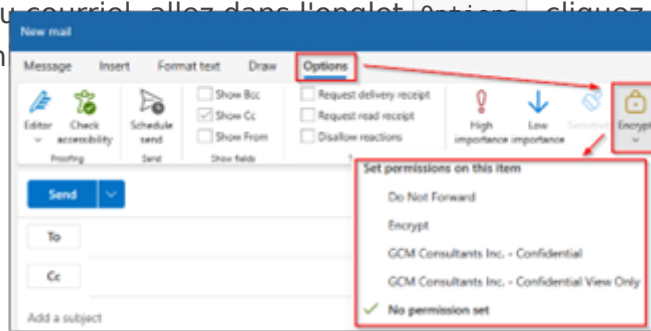 u courriel, allez dans l'onglet Options, cliquez
New mail
Message Insert Format text Draw Options
Show Bcc Request delivery receipt
Editor Check accessibility Schedule send Show Cc Request read receipt High importance Low importance Encrypt
Show From Disallow reactions
Proofing Send Show fields
Set permissions on this item
Send
Do Not Forward
To
Encrypt
GCM Consultants Inc. - Confidential
Cc
GCM Consultants Inc. - Confidential View Only
No permission set
Add a subject